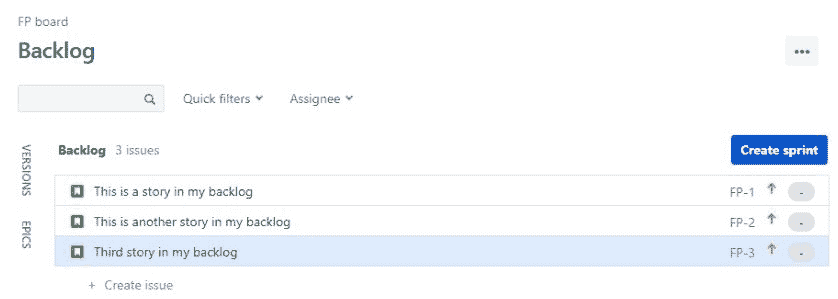 FP board
Backlog
Quick filters Assignee
VERSIONS
EPICS
Backlog 3 issues Create sprint
This is a story in my backlog FP-1 -
This is another story in my backlog FP-2 -
Third story in my backlog FP-3 -
+ Create issue